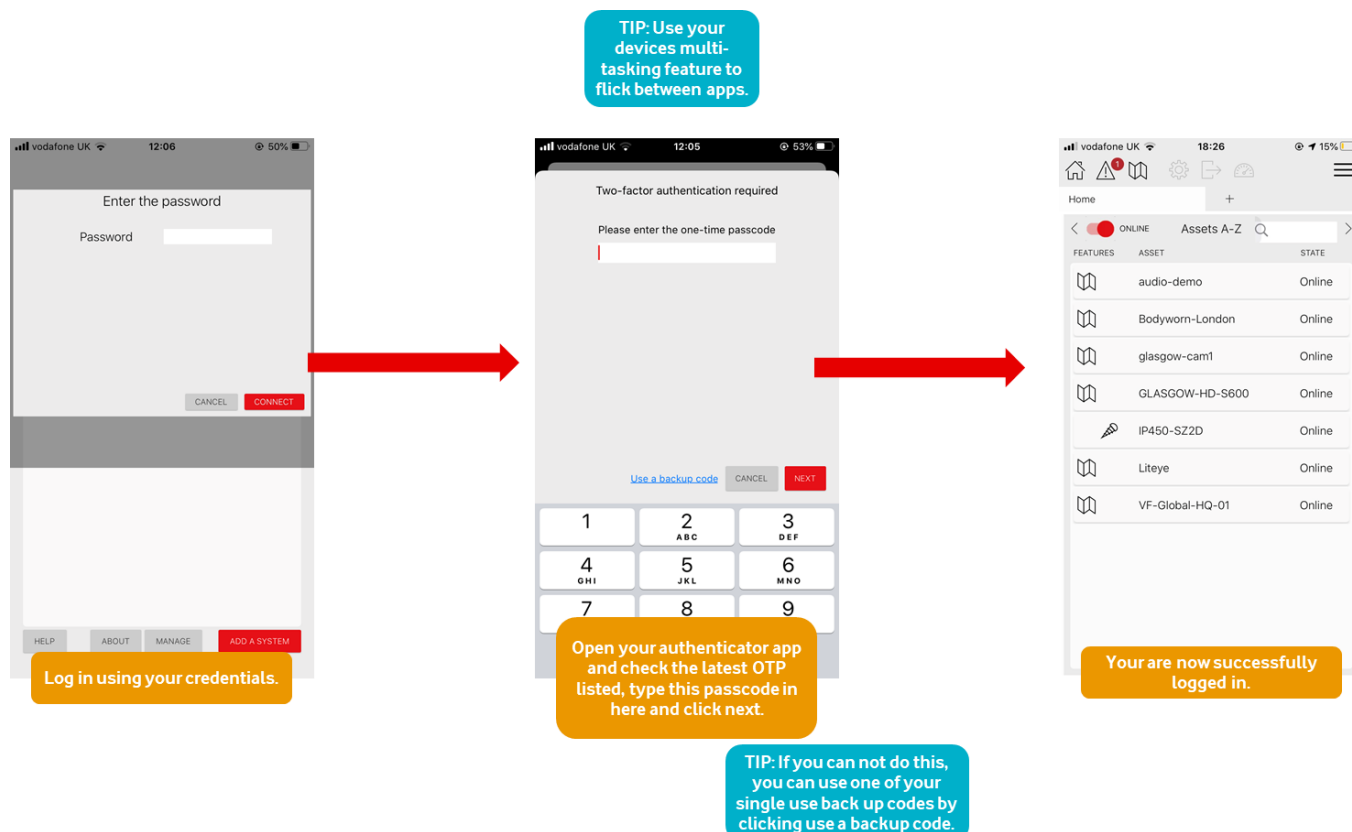 TIP: Use your
devices multi-
tasking feature to
flick between apps.
vodafone UK 12:06 50%
Enter the password
Password
CANCEL CONNECT
HELP ABOUT MANAGE ADD A SYSTEM
Log in using your credentials.
vodafone UK 12:05 53%
Two-factor authentication required
Please enter the one-time passcode
Use a backup code CANCEL NEXT
1 2 3
ABC DEF
4 5 6
GHI JKL MNO
7 8 9
Open your authenticator app
and check the latest OTP
listed, type this passcode in
here and click next.
TIP: If you can not do this,
you can use one of your
single use back up codes by
clicking use a backup code.
vodafone UK 18:26 15%
1
Home +
ONLINE Assets A-Z
FEATURES ASSET STATE
audio-demo Online
Bodyworn-London Online
glasgow-cam1 Online
GLASGOW-HD-S600 Online
IP450-SZ2D Online
Liteye Online
VF-Global-HQ-01 Online
Your are now successfully
logged in.